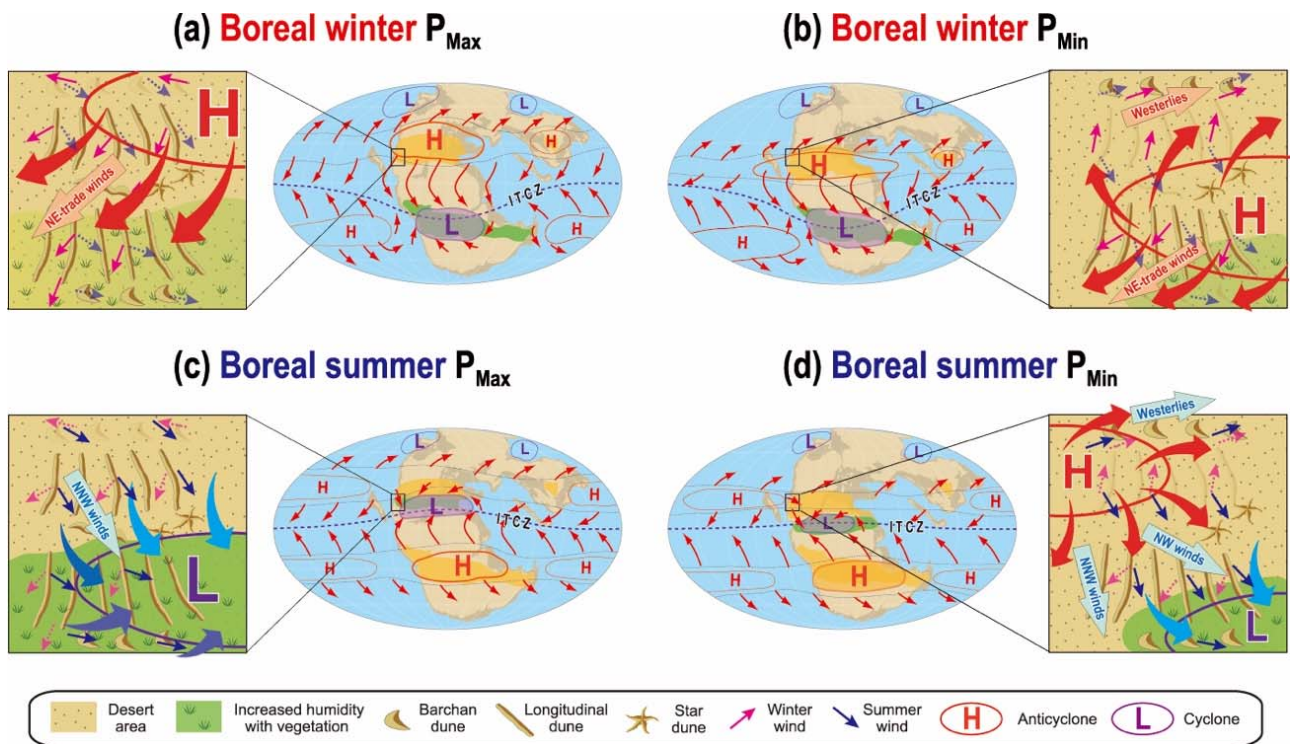 (a) Boreal winter PMax
H
NE-trade winds
L
L
H
H
ITCZ
H
L
H
(b) Boreal winter PMin
L
L
H
H
ITCZ
H
L
H
Westerlies
H
NE-trade winds
(c) Boreal summer PMax
NNW winds
L
L
L
H
H
L
ITCZ
H
H
H
(d) Boreal summer PMin
L
L
H
H
L
ITCZ
H
H
H
Westerlies
H
NNW winds
NW winds
L
Desert area
Increased humidity with vegetation
Barchan dune
Longitudinal dune
Star dune
Winter wind
Summer wind
H
Anticyclone
L
Cyclone